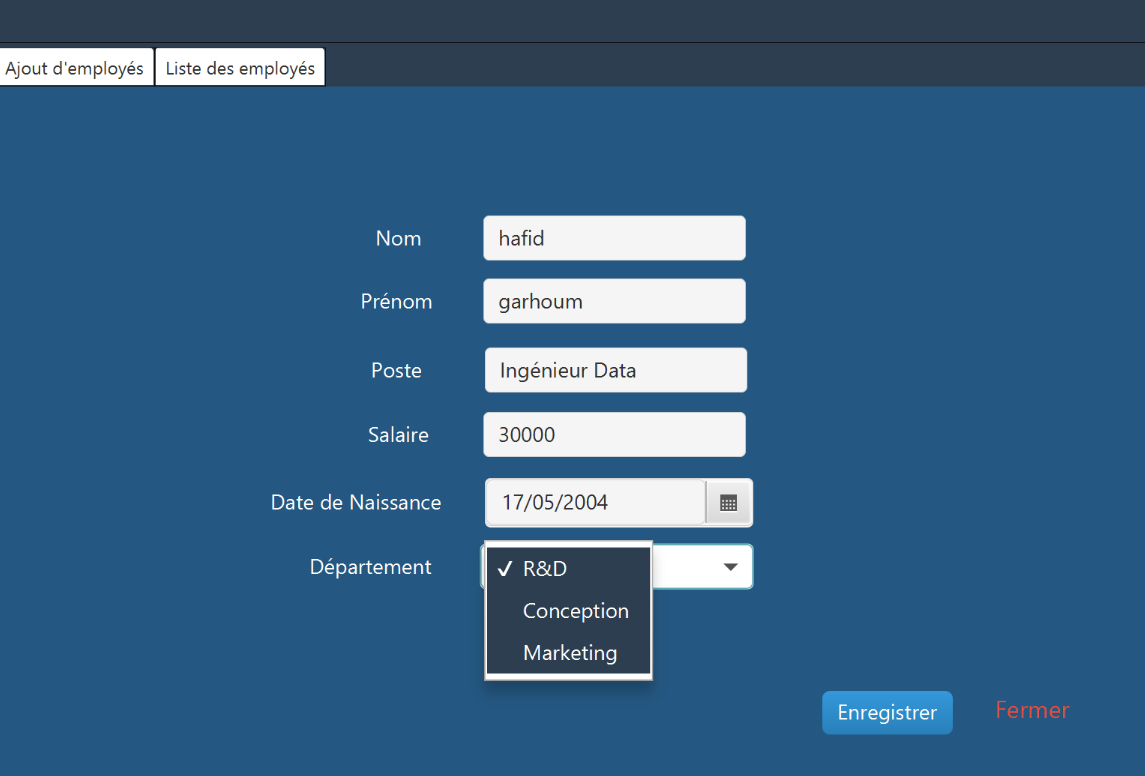 Ajout d'employés Liste des employés
Nom hafid
Prénom garhoum
Poste Ingénieur Data
Salaire 30000
Date de Naissance 17/05/2004
Département ✓ R&D
Conception
Marketing
Enregistrer Fermer